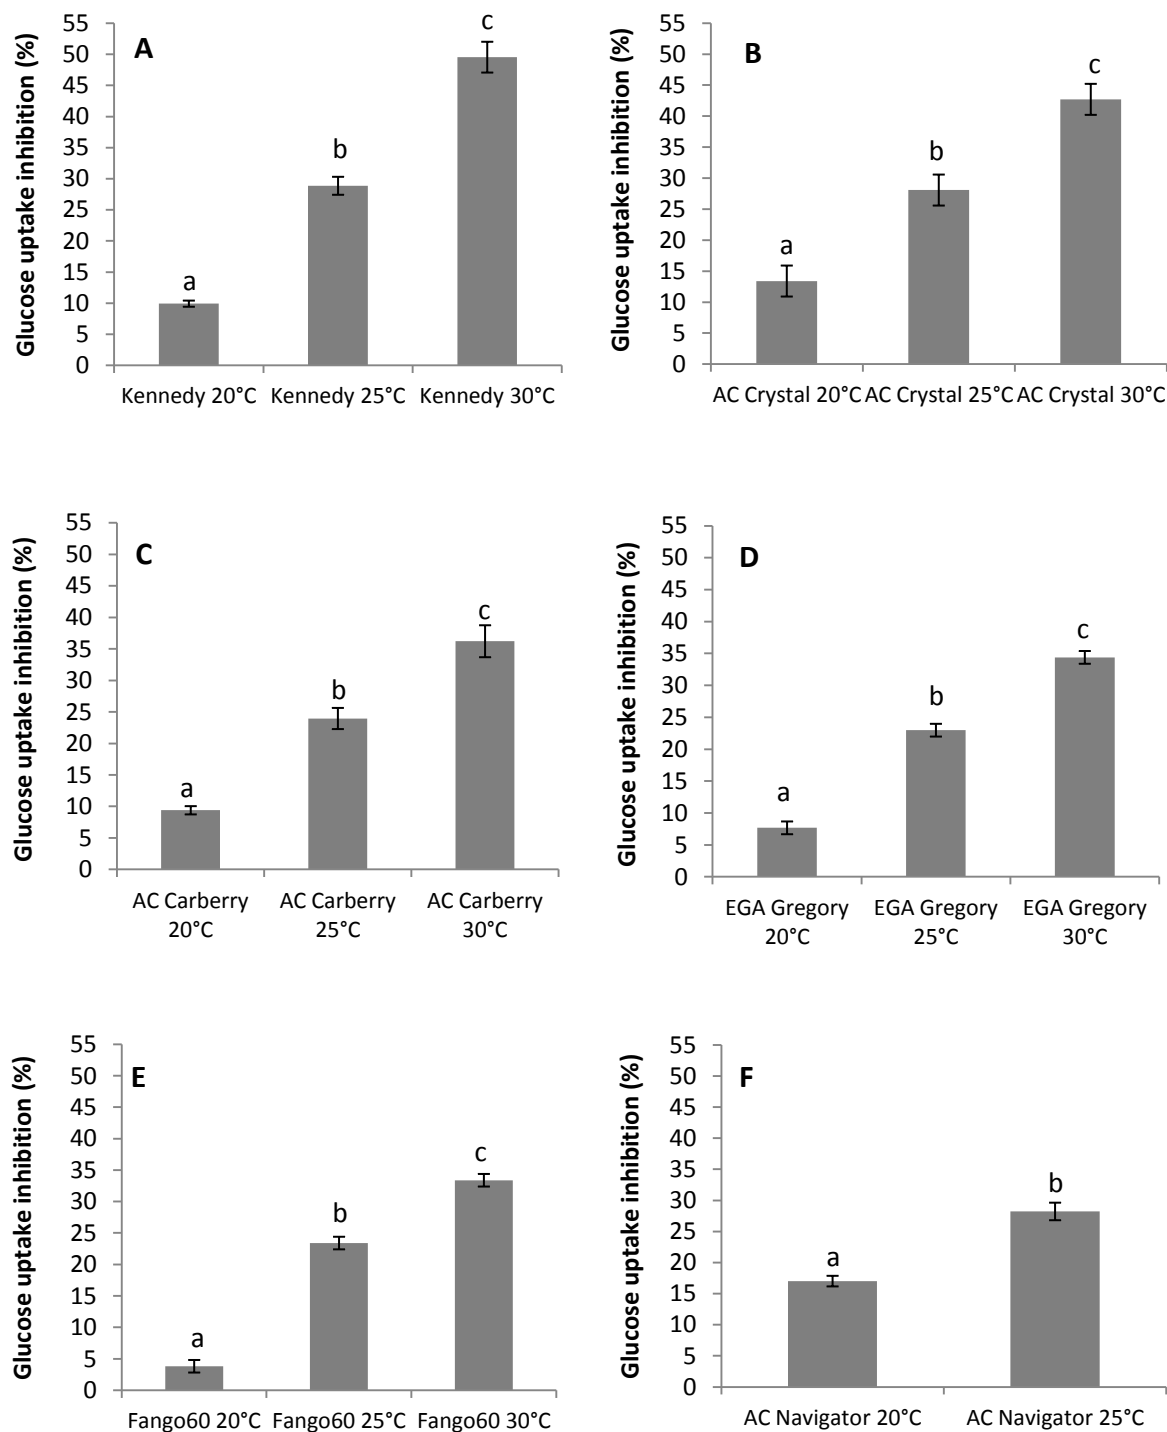 Glucose uptake inhibition (%)
A
55
50
45
40
35
30
25
20
15
10
5
0
a
b
c
Kennedy 20°C Kennedy 25°C Kennedy 30°C
Glucose uptake inhibition (%)
B
55
50
45
40
35
30
25
20
15
10
5
0
a
b
c
AC Crystal 20°C AC Crystal 25°C AC Crystal 30°C
Glucose uptake inhibition (%)
C
55
50
45
40
35
30
25
20
15
10
5
0
a
b
c
AC Carberry AC Carberry AC Carberry
20°C 25°C 30°C
Glucose uptake inhibition (%)
D
55
50
45
40
35
30
25
20
15
10
5
0
a
b
c
EGA Gregory EGA Gregory EGA Gregory
20°C 25°C 30°C
Glucose uptake inhibition (%)
E
55
50
45
40
35
30
25
20
15
10
5
0
a
b
c
Fango60 20°C Fango60 25°C Fango60 30°C
Glucose uptake inhibition (%)
F
55
50
45
40
35
30
25
20
15
10
5
0
a
b
AC Navigator 20°C AC Navigator 25°C